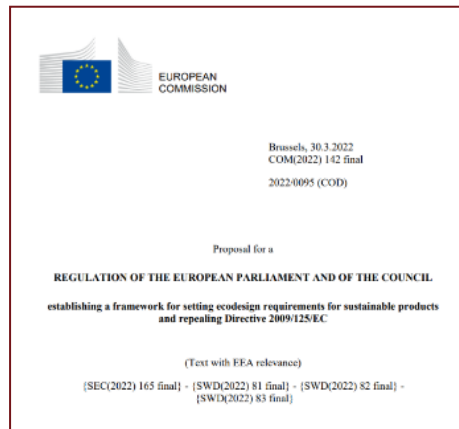 EUROPEAN
COMMISSION
Brussels, 30.3.2022
COM(2022) 142 final
2022/0095 (COD)
Proposal for a
REGULATION OF THE EUROPEAN PARLIAMENT AND OF THE COUNCIL
establishing a framework for setting ecodesign requirements for sustainable products
and repealing Directive 2009/125/EC
(Text with EEA relevance)
{SEC(2022) 165 final} - {SWD(2022) 81 final} - {SWD(2022) 82 final} -
{SWD(2022) 83 final}